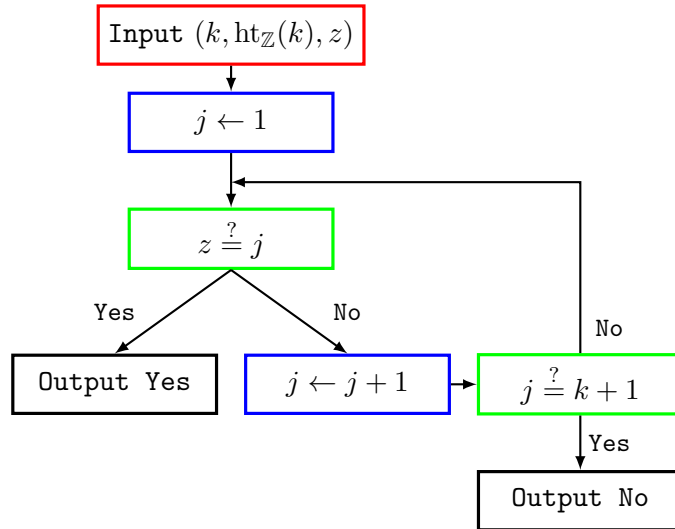 Input (k, ht_ℤ(k), z)
j ← 1
z ≟ j
Yes
No
No
Output Yes
j ← j + 1
j ≟ k + 1
Yes
Output No